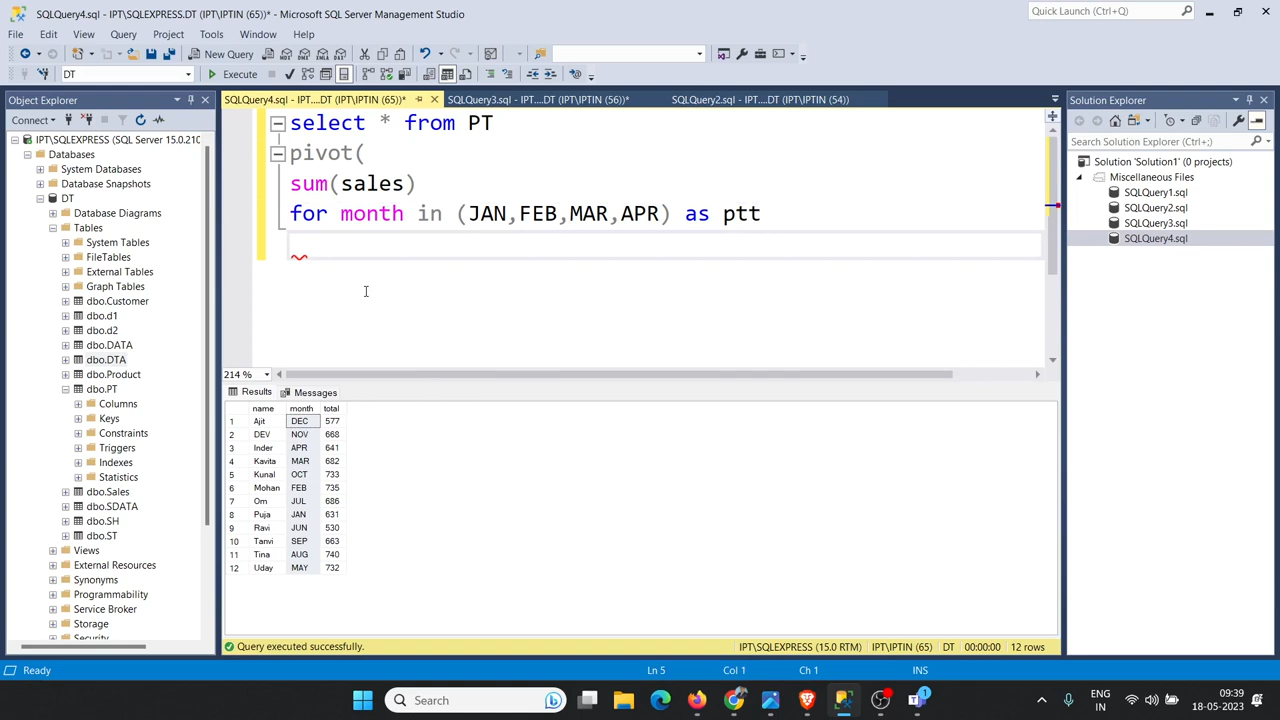 SQLQuery4.sql - IPT\SQLEXPRESS.DT (IPT\IPTIN (65))* - Microsoft SQL Server Management Studio
Quick Launch (Ctrl+Q)
File Edit View Query Project Tools Window Help
New Query
MDX DMX XMLA DAX
DT Execute
Object Explorer
SQLQuery4.sql - IPT....DT (IPT\IPTIN (65))*
SQLQuery3.sql - IPT....DT (IPT\IPTIN (56))*
SQLQuery2.sql - IPT....DT (IPT\IPTIN (54))
Solution Explorer
Connect
IPT\SQLEXPRESS (SQL Server 15.0.210
Databases
System Databases
Database Snapshots
DT
Database Diagrams
Tables
System Tables
FileTables
External Tables
Graph Tables
dbo.Customer
dbo.d1
dbo.d2
dbo.DATA
dbo.DTA
dbo.Product
dbo.PT
Columns
Keys
Constraints
Triggers
Indexes
Statistics
dbo.Sales
dbo.SDATA
dbo.SH
dbo.ST
Views
External Resources
Synonyms
Programmability
Service Broker
Storage
Security
select * from PT
pivot(
sum(sales)
for month in (JAN,FEB,MAR,APR) as ptt
214 %
Results Messages
name month total
1 Ajit DEC 577
2 DEV NOV 668
3 Inder APR 641
4 Kavita MAR 682
5 Kunal OCT 733
6 Mohan FEB 735
7 Om JUL 686
8 Puja JAN 631
9 Ravi JUN 530
10 Tanvi SEP 663
11 Tina AUG 740
12 Uday MAY 732
Query executed successfully.
IPT\SQLEXPRESS (15.0 RTM) IPT\IPTIN (65) DT 00:00:00 12 rows
Search Solution Explorer (Ctrl+;)
Solution 'Solution1' (0 projects)
Miscellaneous Files
SQLQuery1.sql
SQLQuery2.sql
SQLQuery3.sql
SQLQuery4.sql
Ready Ln 5 Col 1 Ch 1 INS
Search
1
ENG
IN
09:39
18-05-2023